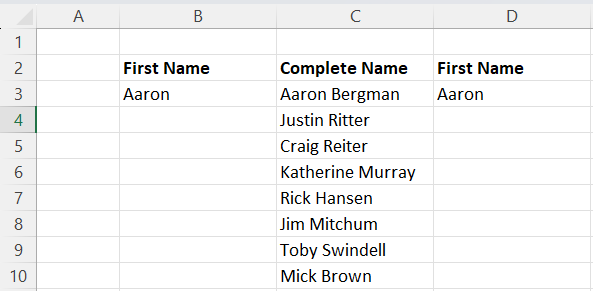 A B C D
1
2 First Name Complete Name First Name
3 Aaron Aaron Bergman Aaron
4 Justin Ritter
5 Craig Reiter
6 Katherine Murray
7 Rick Hansen
8 Jim Mitchum
9 Toby Swindell
10 Mick Brown